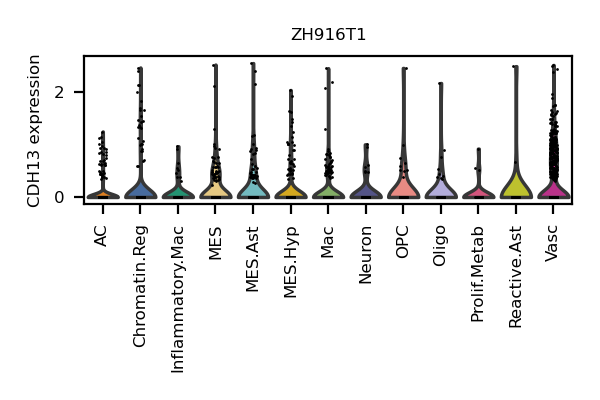 ZH916T1
CDH13 expression
2
0
AC
Chromatin.Reg
Inflammatory.Mac
MES
MES.Ast
MES.Hyp
Mac
Neuron
OPC
Oligo
Prolif.Metab
Reactive.Ast
Vasc